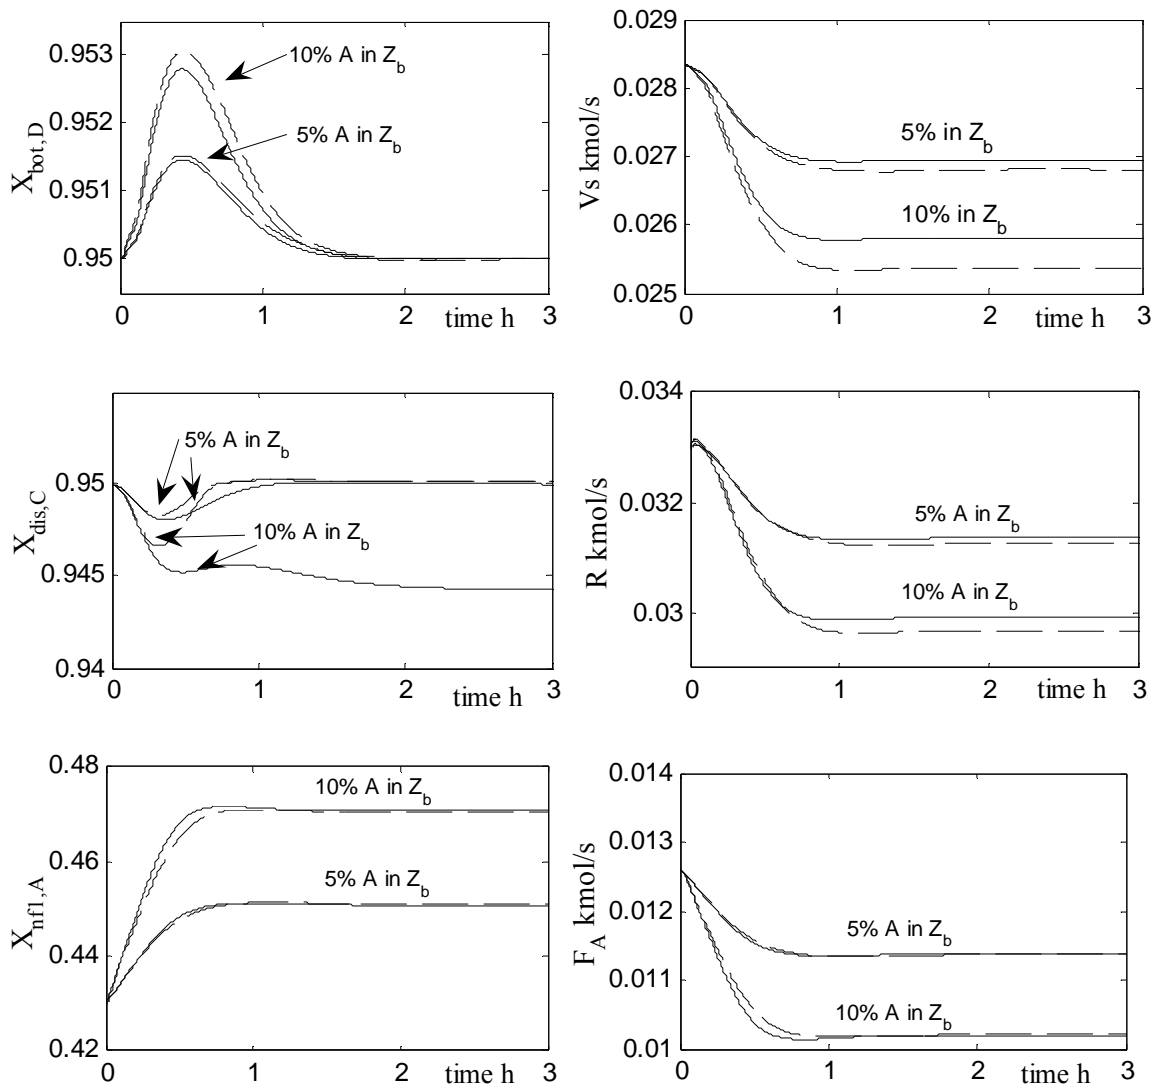 X_bot,D
0.953
0.952
0.951
0.95
10% A in Z_b
5% A in Z_b
0 1 2 3
time h
Vs kmol/s
0.029
0.028
0.027
0.026
0.025
5% in Z_b
10% in Z_b
0 1 2 3
time h
X_dis,C
0.95
0.945
0.94
5% A in Z_b
10% A in Z_b
0 1 2 3
time h
R kmol/s
0.034
0.032
0.03
5% A in Z_b
10% A in Z_b
0 1 2 3
time h
X_nf1,A
0.48
0.46
0.44
0.42
10% A in Z_b
5% A in Z_b
0 1 2 3
time h
F_A kmol/s
0.014
0.013
0.012
0.011
0.01
5% A in Z_b
10% A in Z_b
0 1 2 3
time h